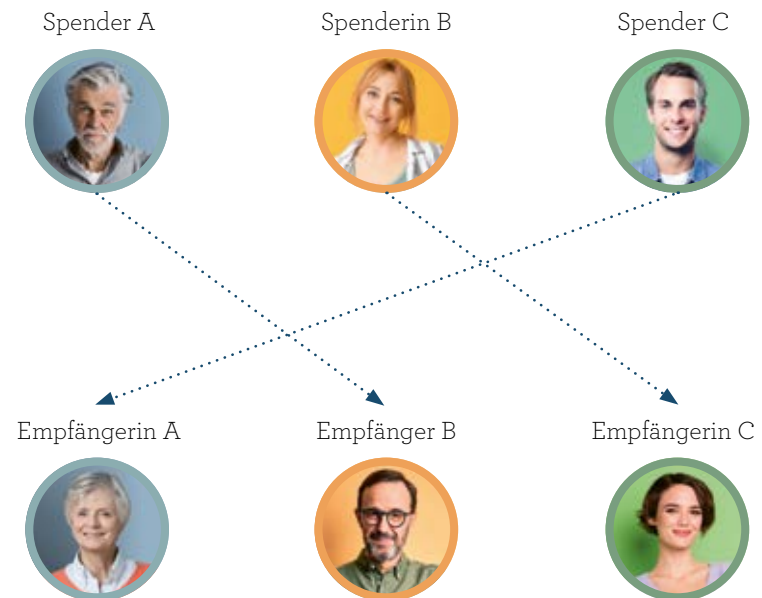 Spender A
Spenderin B
Spender C
Empfängerin A
Empfänger B
Empfängerin C